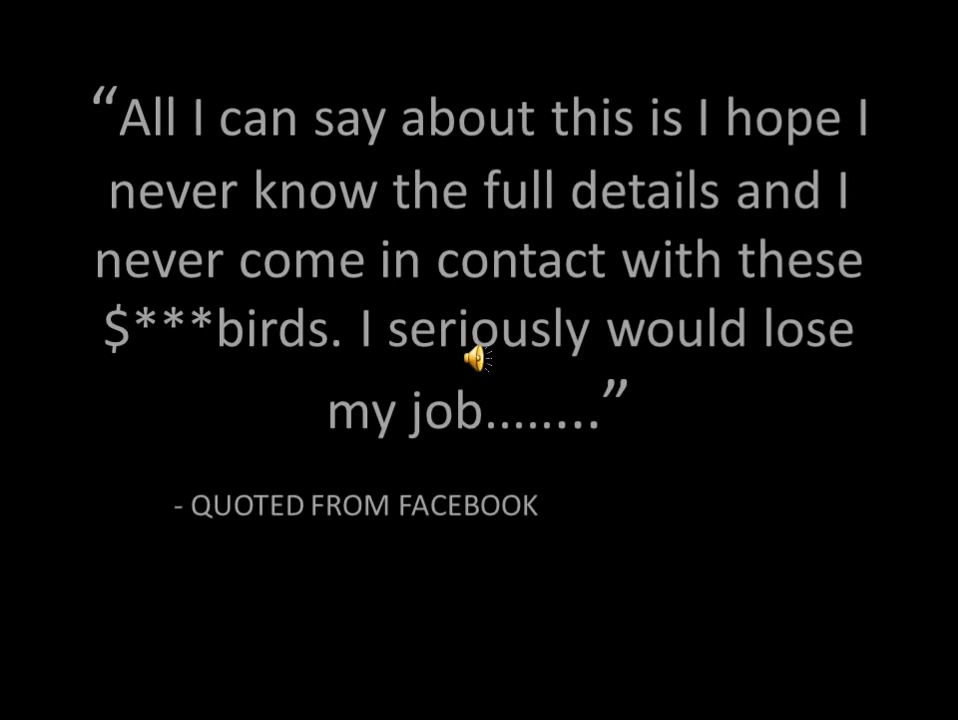 “All I can say about this is I hope I
never know the full details and I
never come in contact with these
$***birds. I seriously would lose
my job……..”
- QUOTED FROM FACEBOOK